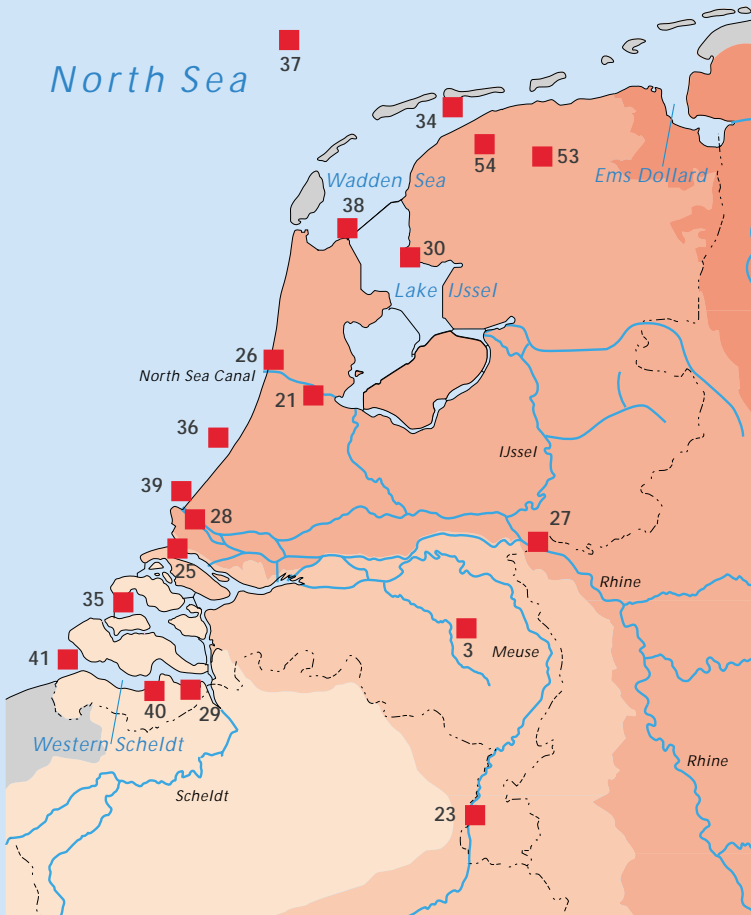 37
North Sea
34
54
53
Ems Dollard
Wadden Sea
38
30
Lake IJssel
26
North Sea Canal
21
36
IJssel
39
28
27
25
Rhine
35
3
Meuse
41
40
29
Western Scheldt
Rhine
Scheldt
23